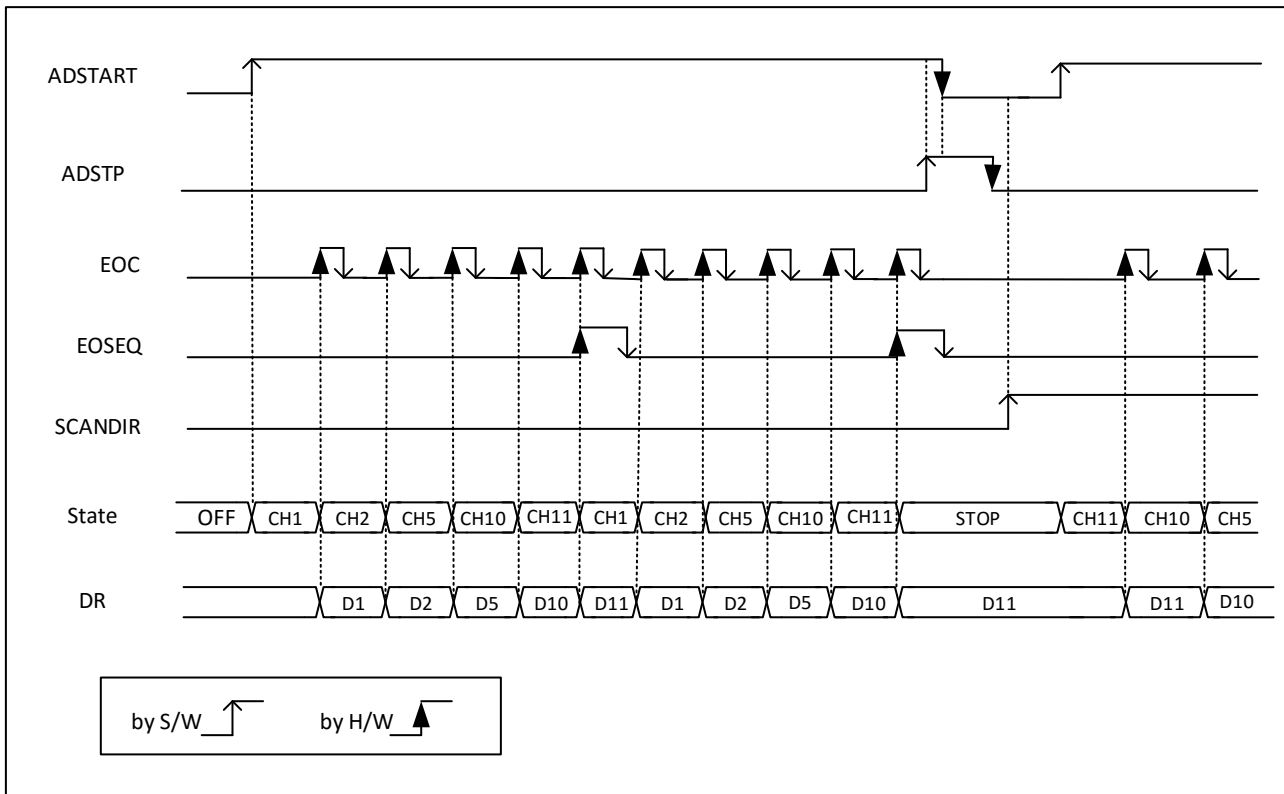 ADSTART
ADSTP
EOC
EOSEQ
SCANDIR
State OFF CH1 CH2 CH5 CH10 CH11 CH1 CH2 CH5 CH10 CH11 STOP CH11 CH10 CH5
DR D1 D2 D5 D10 D11 D1 D2 D5 D10 D11 D11 D10
by S/W by H/W